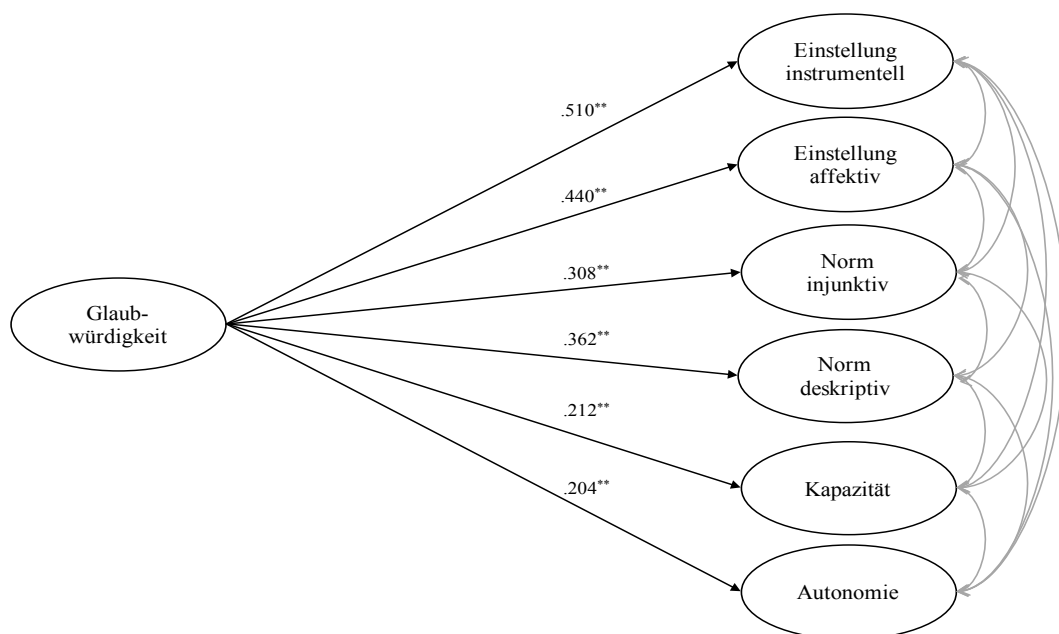 Einstellung
instrumentell
.510**
Einstellung
affektiv
.440**
Norm
injunktiv
.308**
Glaub-
würdigkeit
.362**
Norm
deskriptiv
.212**
Kapazität
.204**
Autonomie